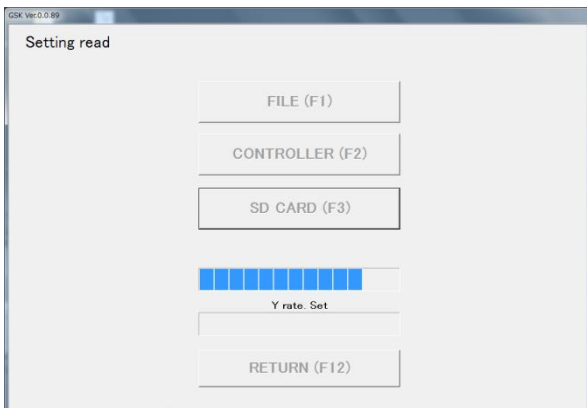 GSK Ver.0.0.89
Setting read
FILE (F1)
CONTROLLER (F2)
SD CARD (F3)
Y rate. Set
RETURN (F12)